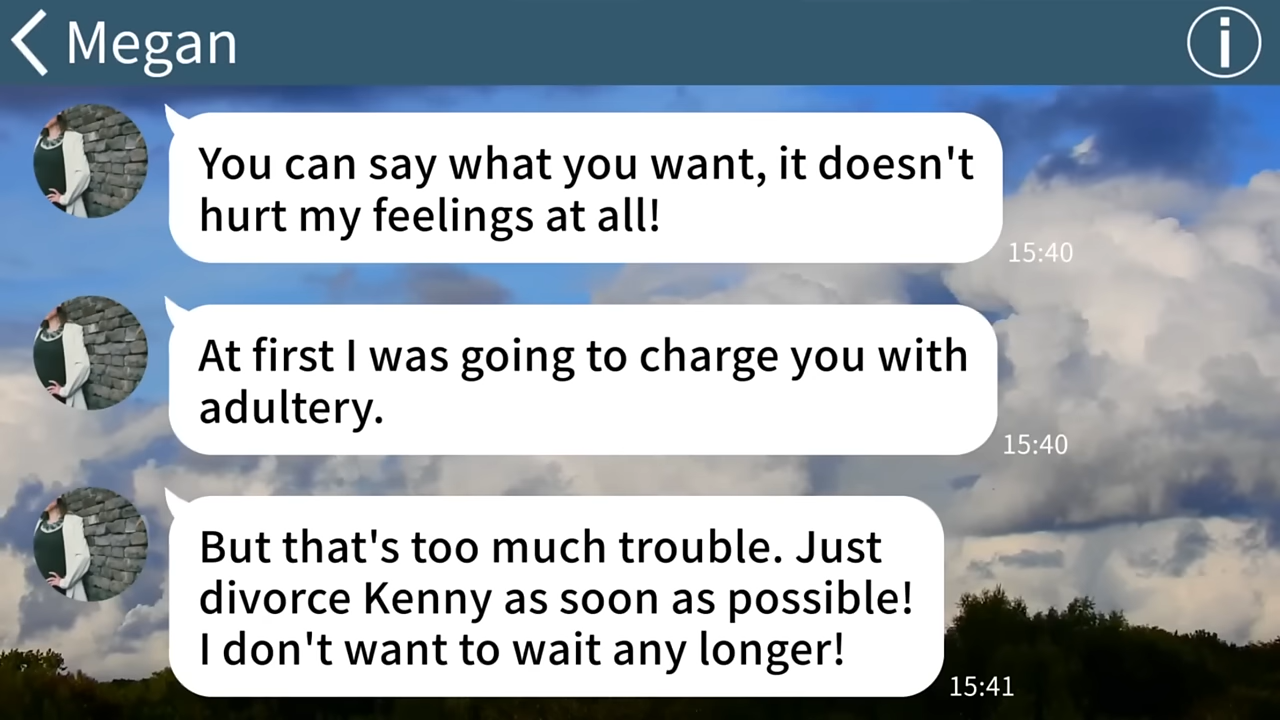 Megan
You can say what you want, it doesn't
hurt my feelings at all!
15:40
At first I was going to charge you with
adultery.
15:40
But that's too much trouble. Just
divorce Kenny as soon as possible!
I don't want to wait any longer!
15:41